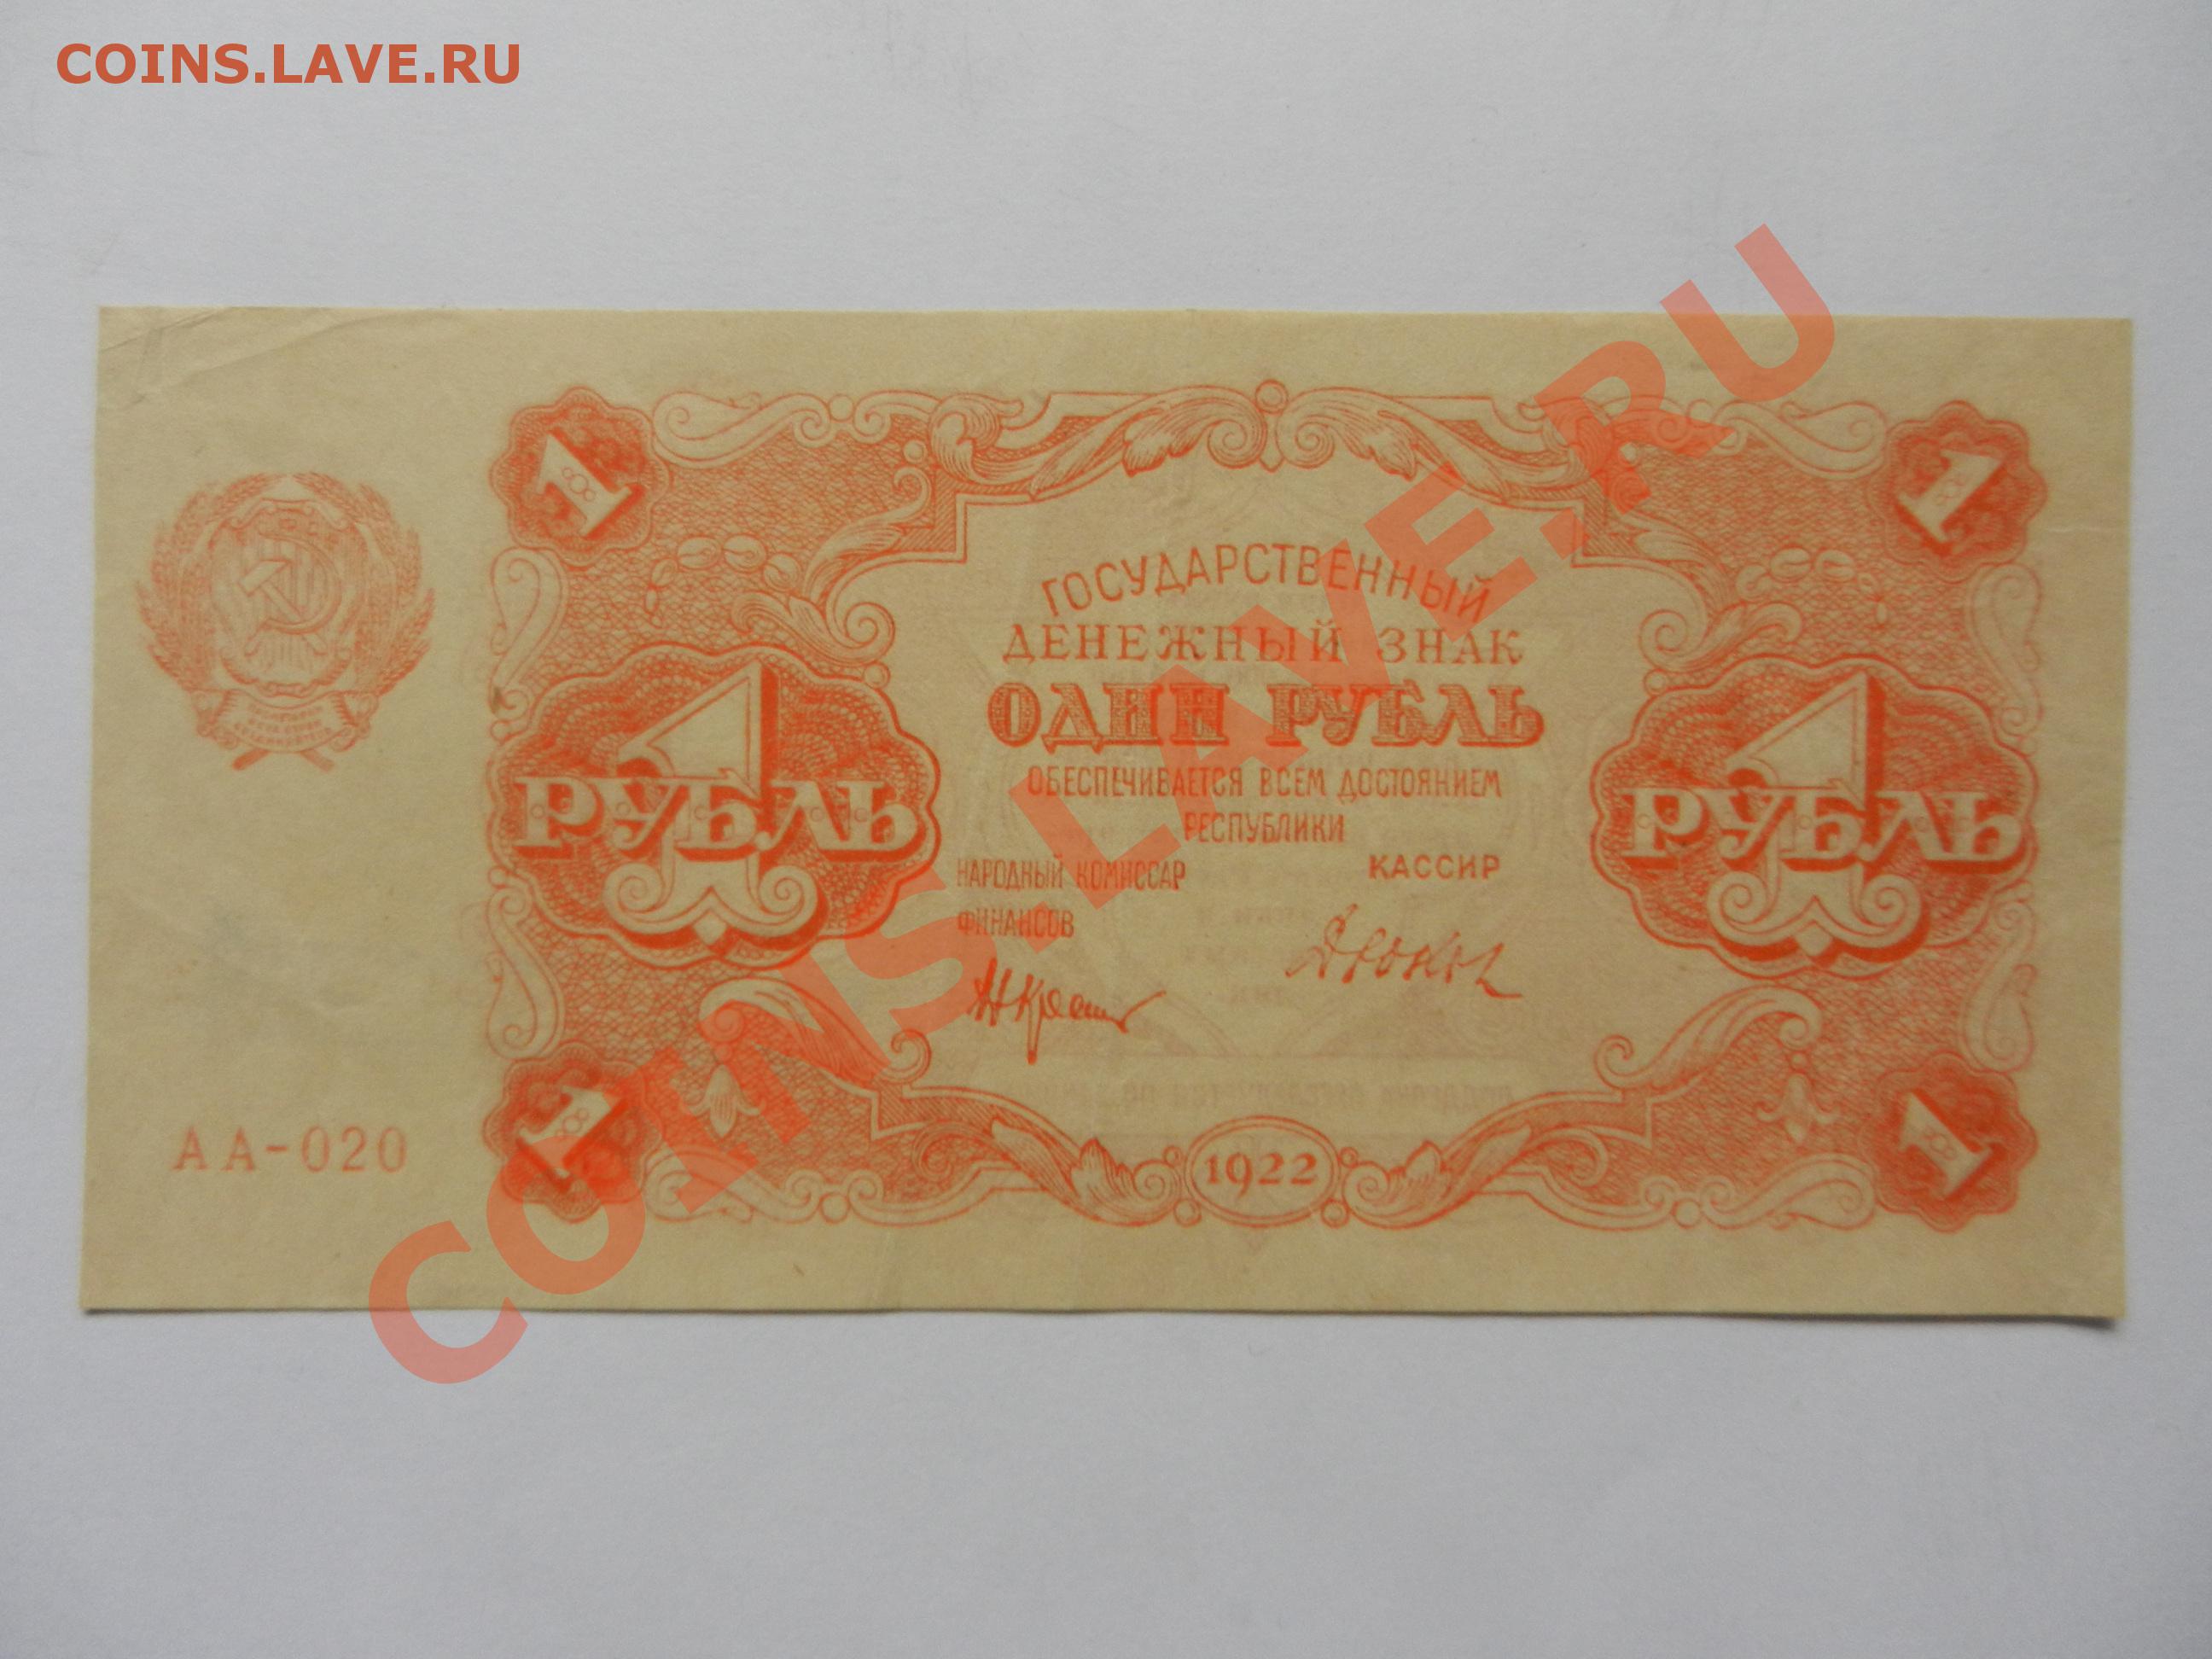 COINS.LAVE.RU
COINS.LAVE.RU
1
1
ГОСУДАРСТВЕННЫЙ
ДЕНЕЖНЫЙ ЗНАК
ОДИН РУБЛЬ
1 РУБЛЬ
1 РУБЛЬ
ОБЕСПЕЧИВАЕТСЯ ВСЕМ ДОСТОЯНИЕМ
РЕСПУБЛИКИ
НАРОДНЫЙ КОМИССАР
ФИНАНСОВ
КАССИР
АА-020
1
1922
1